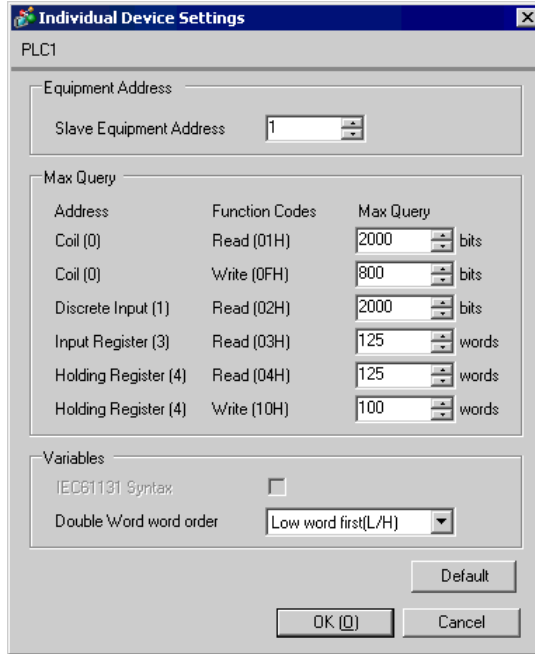 Individual Device Settings
PLC1
Equipment Address
Slave Equipment Address 1
Max Query
Address Function Codes Max Query
Coil (0) Read (01H) 2000 bits
Coil (0) Write (0FH) 800 bits
Discrete Input (1) Read (02H) 2000 bits
Input Register (3) Read (03H) 125 words
Holding Register (4) Read (04H) 125 words
Holding Register (4) Write (10H) 100 words
Variables
IEC61131 Syntax
Double Word word order Low word first(L/H)
Default
OK (O) Cancel